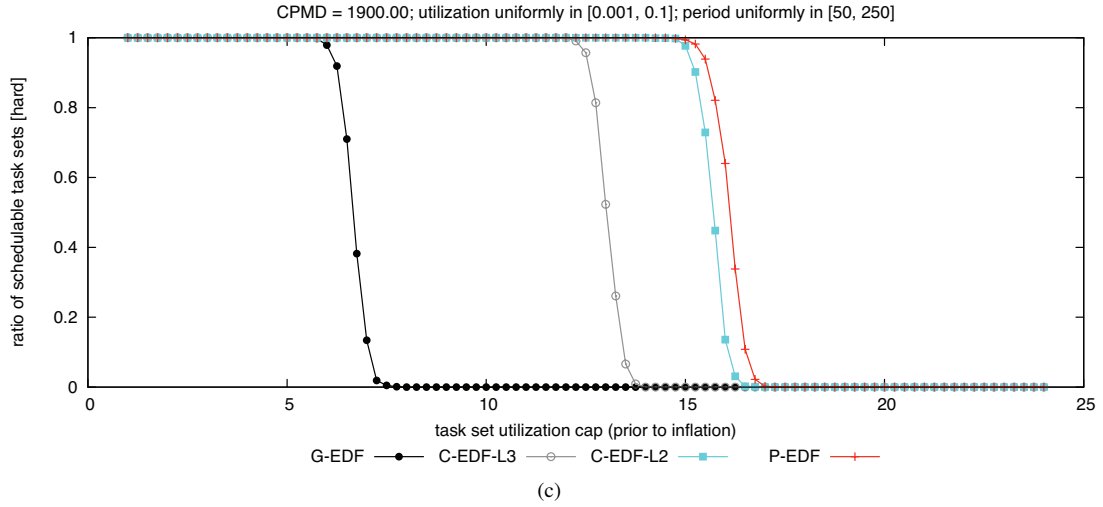 CPMD = 1900.00; utilization uniformly in [0.001, 0.1]; period uniformly in [50, 250]
1
0.8
0.6
0.4
0.2
0
ratio of schedulable task sets [hard]
0 5 10 15 20 25
task set utilization cap (prior to inflation)
G-EDF C-EDF-L3 C-EDF-L2 P-EDF
(c)